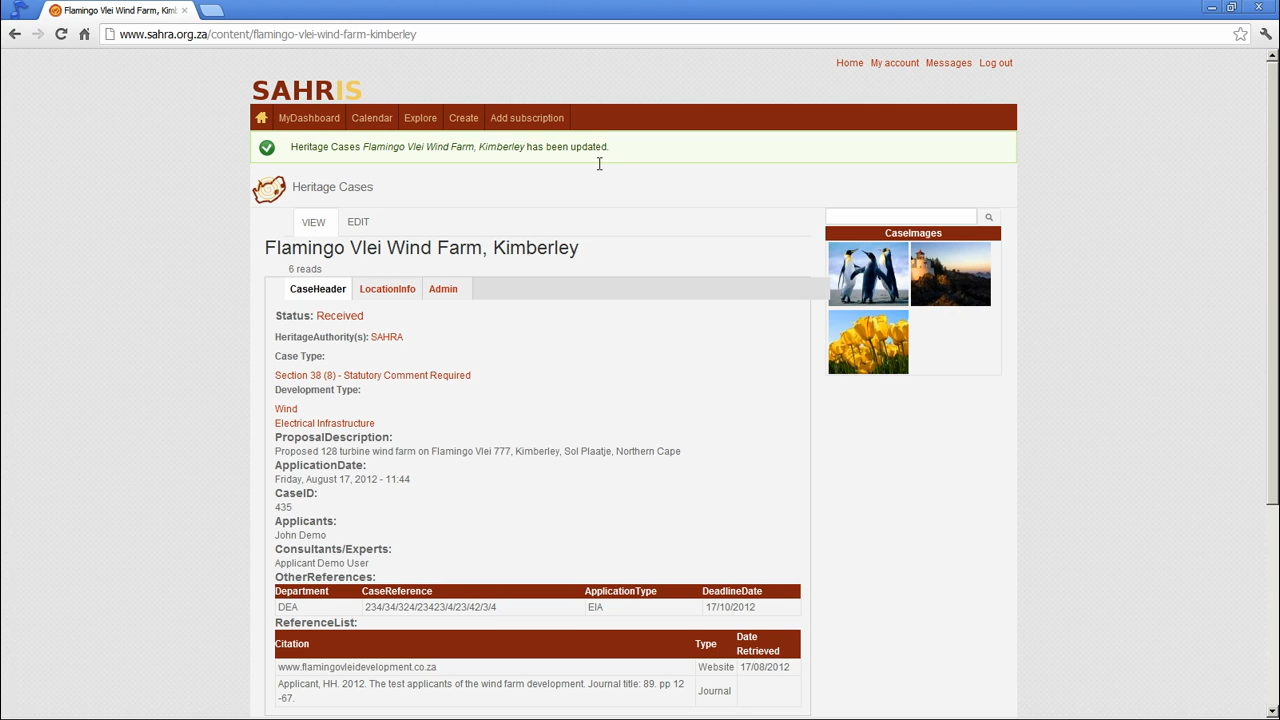 Flamingo Vlei Wind Farm, Kim
www.sahra.org.za/content/flamingo-vlei-wind-farm-kimberley
Home My account Messages Log out
SAHRIS
MyDashboard Calendar Explore Create Add subscription
Heritage Cases Flamingo Vlei Wind Farm, Kimberley has been updated.
Heritage Cases
VIEW EDIT
Flamingo Vlei Wind Farm, Kimberley
6 reads
CaseHeader LocationInfo Admin
Status: Received
HeritageAuthority(s): SAHRA
Case Type:
Section 38 (8) - Statutory Comment Required
Development Type:
Wind
Electrical Infrastructure
ProposalDescription:
Proposed 128 turbine wind farm on Flamingo Vlei 777, Kimberley, Sol Plaatje, Northern Cape
ApplicationDate:
Friday, August 17, 2012 - 11:44
CaseID:
435
Applicants:
John Demo
Consultants/Experts:
Applicant Demo User
OtherReferences:
Department CaseReference ApplicationType DeadlineDate
DEA 234/34/324/23423/4/23/42/3/4 EIA 17/10/2012
ReferenceList:
Citation Type Date Retrieved
www.flamingovleidevelopment.co.za Website 17/08/2012
Applicant, HH. 2012. The test applicants of the wind farm development. Journal title: 89. pp 12
-67. Journal
CaseImages